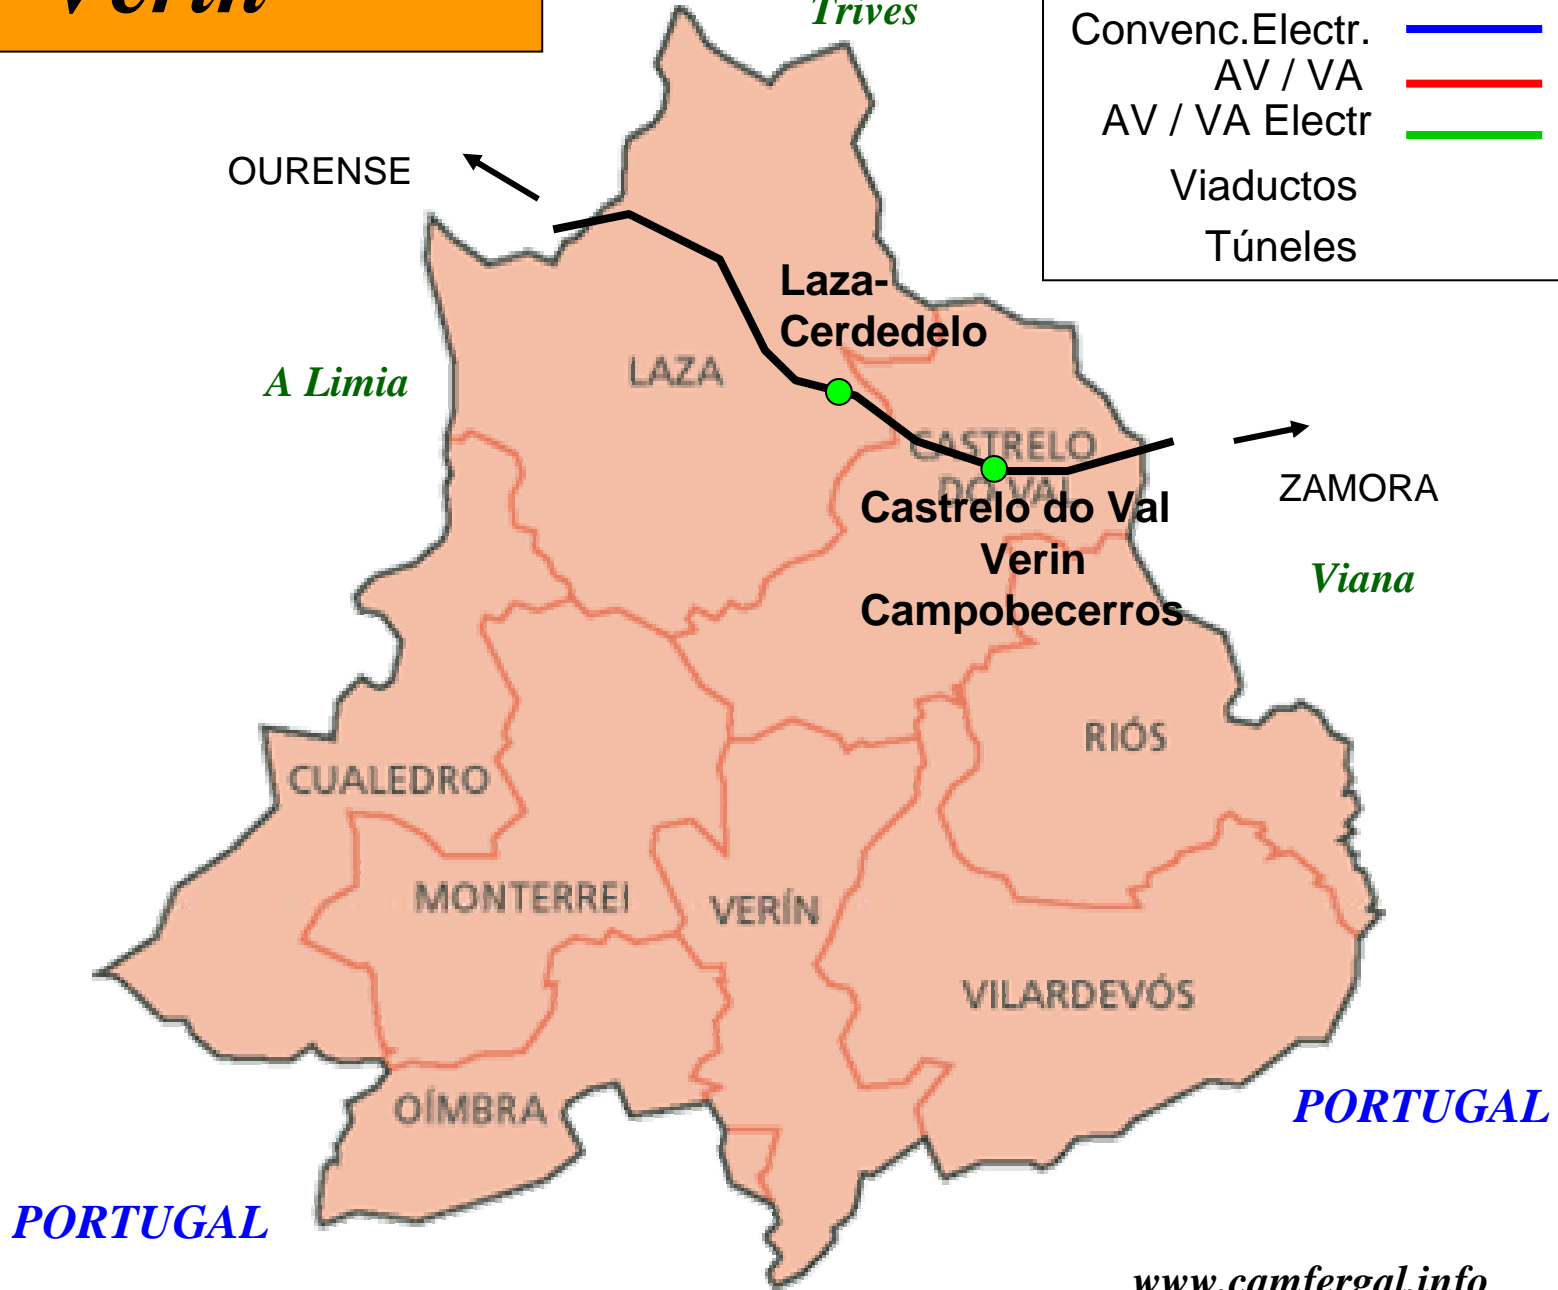 Verín
Trives
Convenc.Electr.
AV / VA
AV / VA Electr
Viaductos
Túneles
OURENSE
Laza-
Cerdedelo
LAZA
A Limia
CASTRELO
DO VAL
ZAMORA
Castrelo do Val
Verin
Campobecerros
Viana
RIÓS
CUALEDRO
MONTERREI
VERÍN
VILARDEVÓS
OÍMBRA
PORTUGAL
PORTUGAL
www.camfergal.info